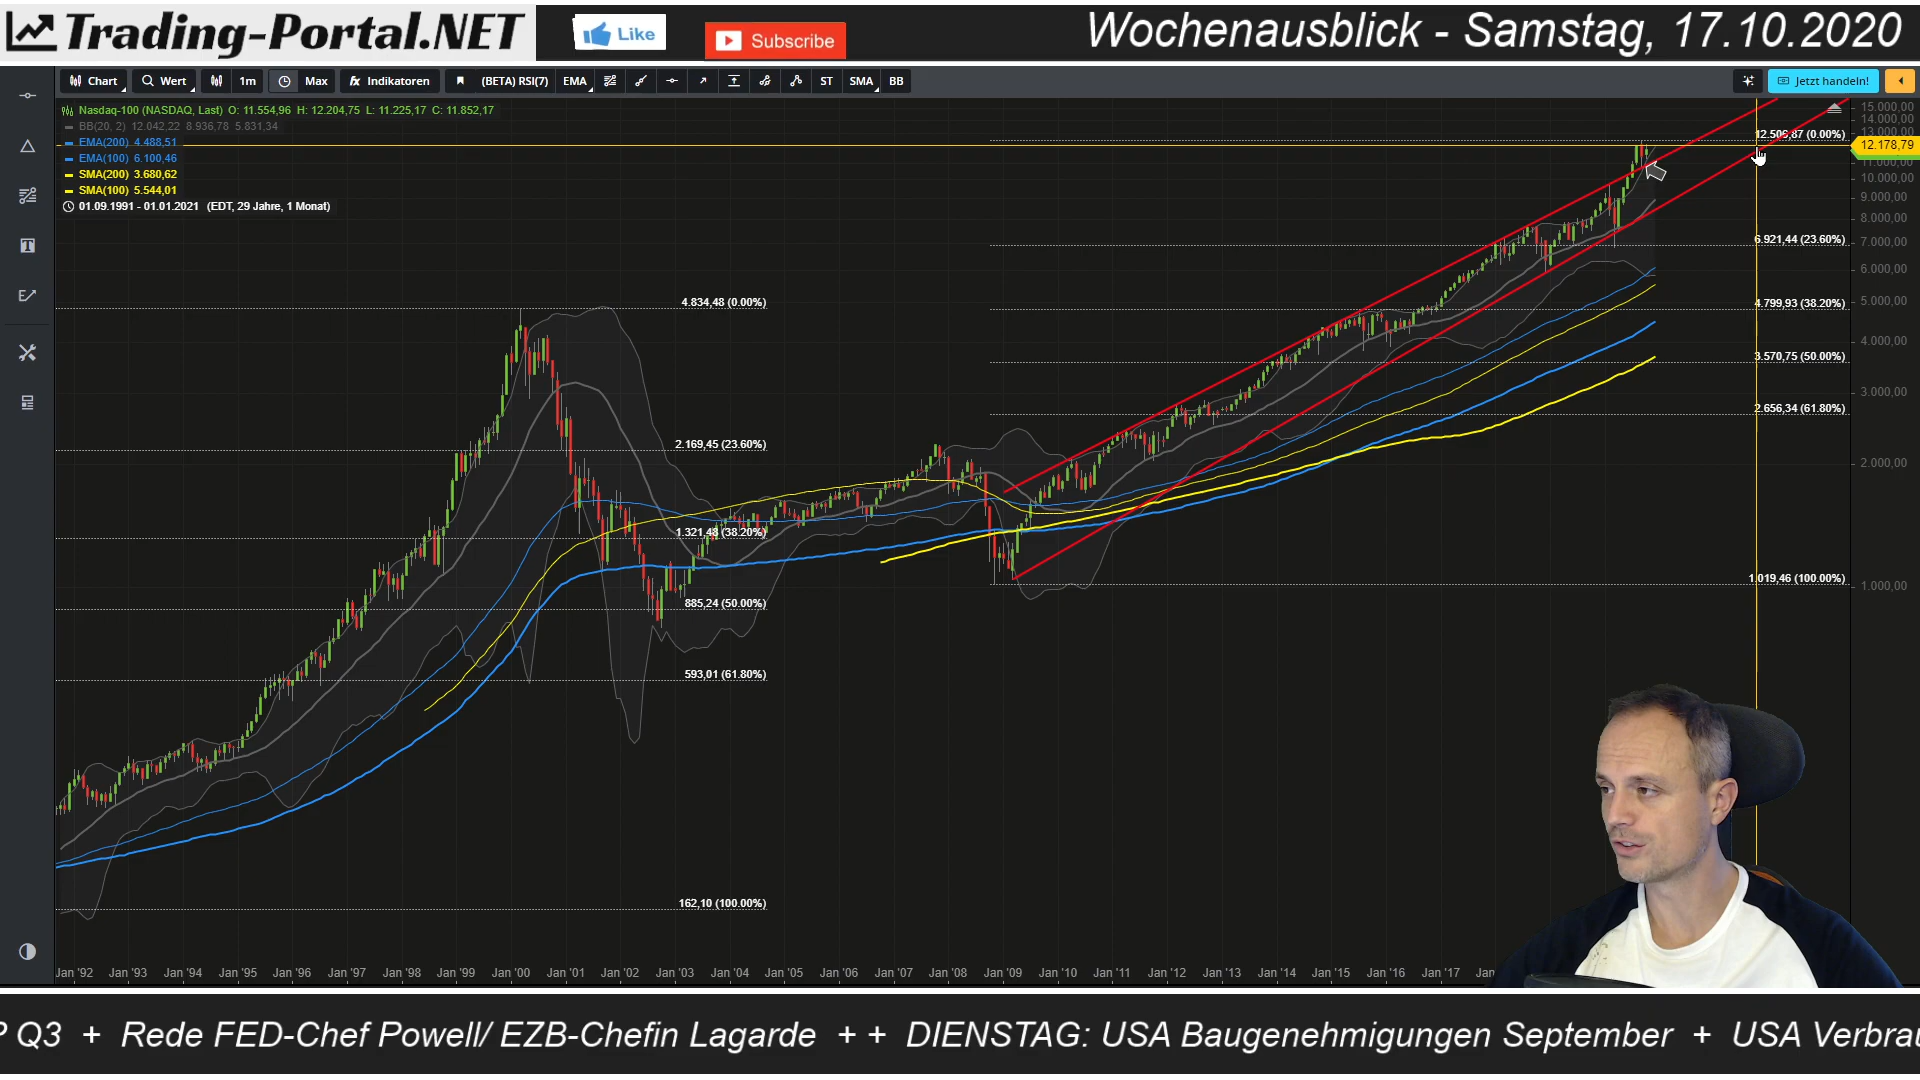 Trading-Portal.NET
Like
Subscribe
Wochenausblick - Samstag, 17.10.2020
Chart
Wert
1m
Max
fx Indikatoren
(BETA) RSI(7)
EMA
ST
SMA
BB
Jetzt handeln!
Nasdaq-100 (NASDAQ, Last) O: 11.554,96 H: 12.204,75 L: 11.225,17 C: 11.852,17
BB(20, 2) 12.042,22 8.936,78 5.831,34
EMA(200) 4.488,51
EMA(100) 6.100,46
SMA(200) 3.680,62
SMA(100) 5.544,01
01.09.1991 - 01.01.2021 (EDT, 29 Jahre, 1 Monat)
4.834,48 (0.00%)
2.169,45 (23.60%)
1.321,48 (38.20%)
885,24 (50.00%)
593,01 (61.80%)
162,10 (100.00%)
(0.00%)
6.921,44 (23.60%)
4.799,93 (38.20%)
3.570,75 (50.00%)
2.656,34 (61.80%)
1.019,46 (100.00%)
15.000,00
14.000,00
13.000,00
12.178,79
11.000,00
10.000,00
9.000,00
8.000,00
7.000,00
6.000,00
5.000,00
4.000,00
3.000,00
2.000,00
1.000,00
Jan '92 Jan '93 Jan '94 Jan '95 Jan '96 Jan '97 Jan '98 Jan '99 Jan '00 Jan '01 Jan '02 Jan '03 Jan '04 Jan '05 Jan '06 Jan '07 Jan '08 Jan '09 Jan '10 Jan '11 Jan '12 Jan '13 Jan '14 Jan '15 Jan '16 Jan '17 Jan
P Q3 + Rede FED-Chef Powell/ EZB-Chefin Lagarde ++ DIENSTAG: USA Baugenehmigungen September + USA Verbrau